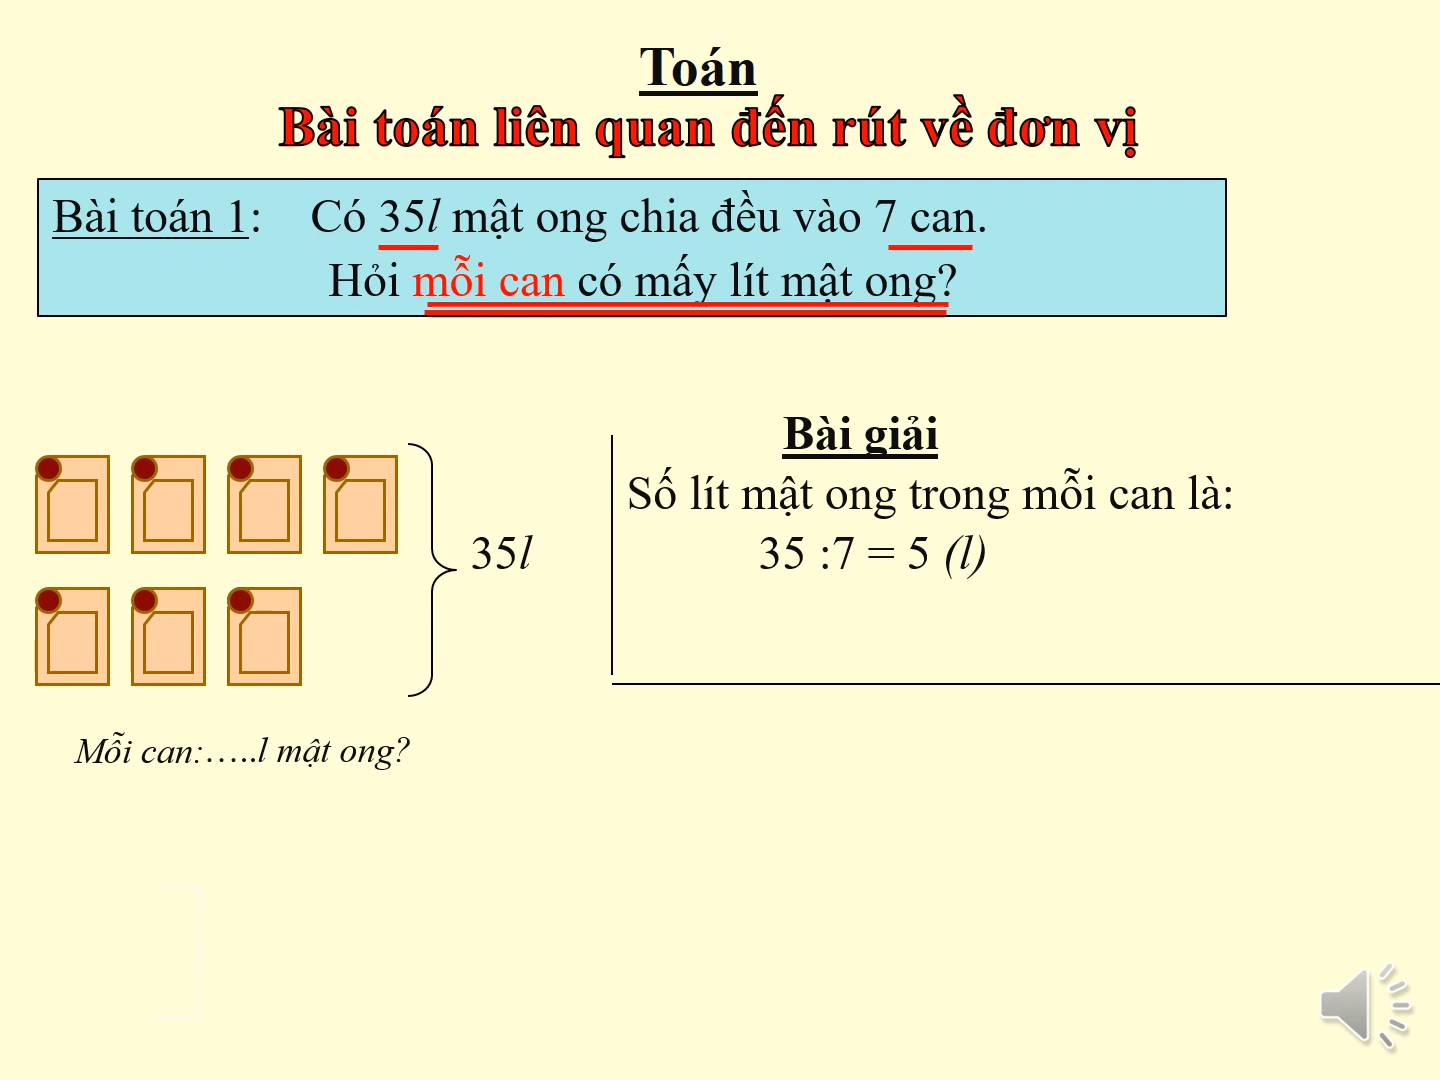 Toán
Bài toán liên quan đến rút về đơn vị
Bài toán 1: Có 35l mật ong chia đều vào 7 can.
Hỏi mỗi can có mấy lít mật ong?
Bài giải
Số lít mật ong trong mỗi can là:
35l
35 :7 = 5 (l)
Mỗi can:…..l mật ong?